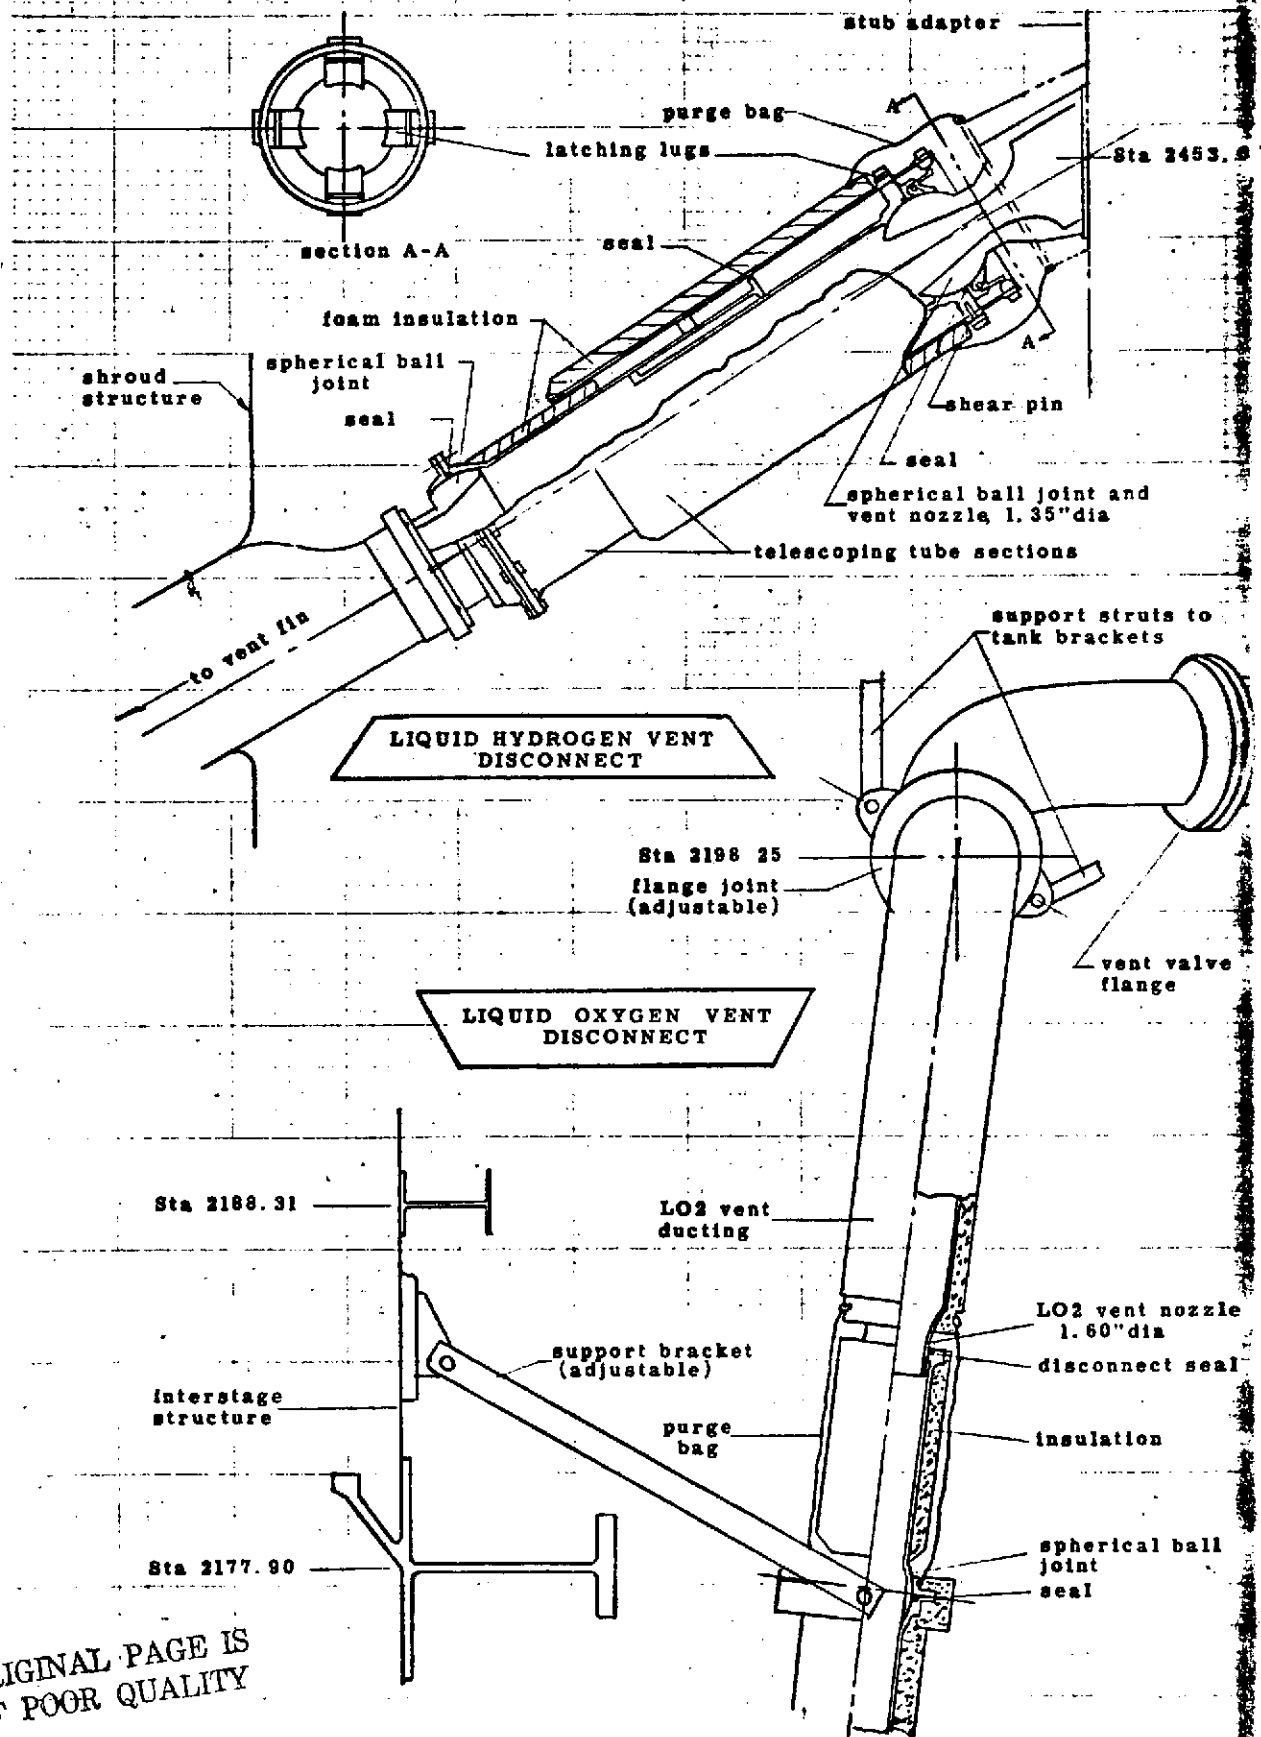 stub adapter
purge bag
A
latching lugs
Sta 2453.
section A-A
seal
foam insulation
spherical ball
joint
shroud
structure
seal
A
shear pin
seal
spherical ball joint and
vent nozzle, 1.35"dia
telescoping tube sections
support struts to
tank brackets
to vent fin
LIQUID HYDROGEN VENT
DISCONNECT
Sta 2198 25
flange joint
(adjustable)
vent valve
flange
LIQUID OXYGEN VENT
DISCONNECT
Sta 2188.31
LO2 vent
ducting
LO2 vent nozzle
1.60"dia
support bracket
(adjustable)
disconnect seal
interstage
structure
purge
bag
insulation
spherical ball
joint
Sta 2177.90
seal
IGINAL PAGE IS
POOR QUALITY